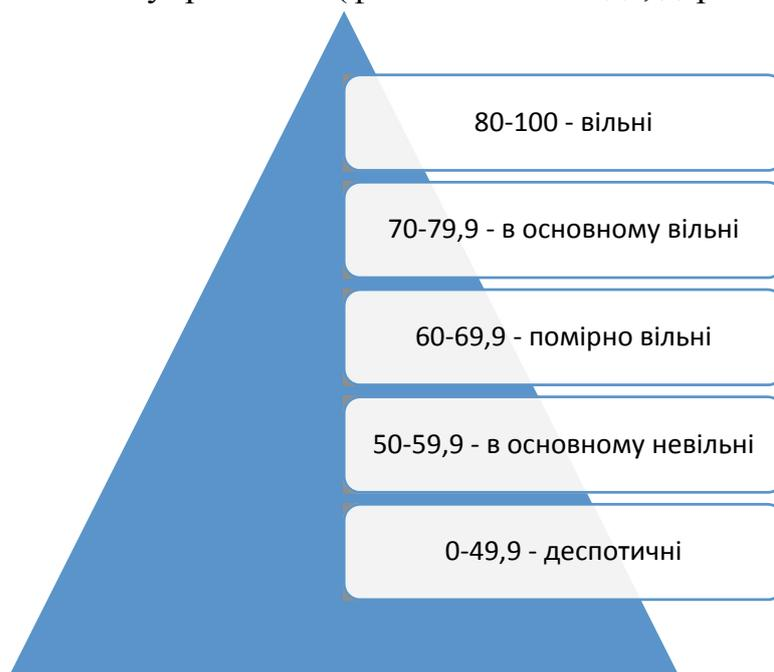 80-100 - вільні
70-79,9 - в основному вільні
60-69,9 - помірно вільні
50-59,9 - в основному невільні
0-49,9 - деспотичні